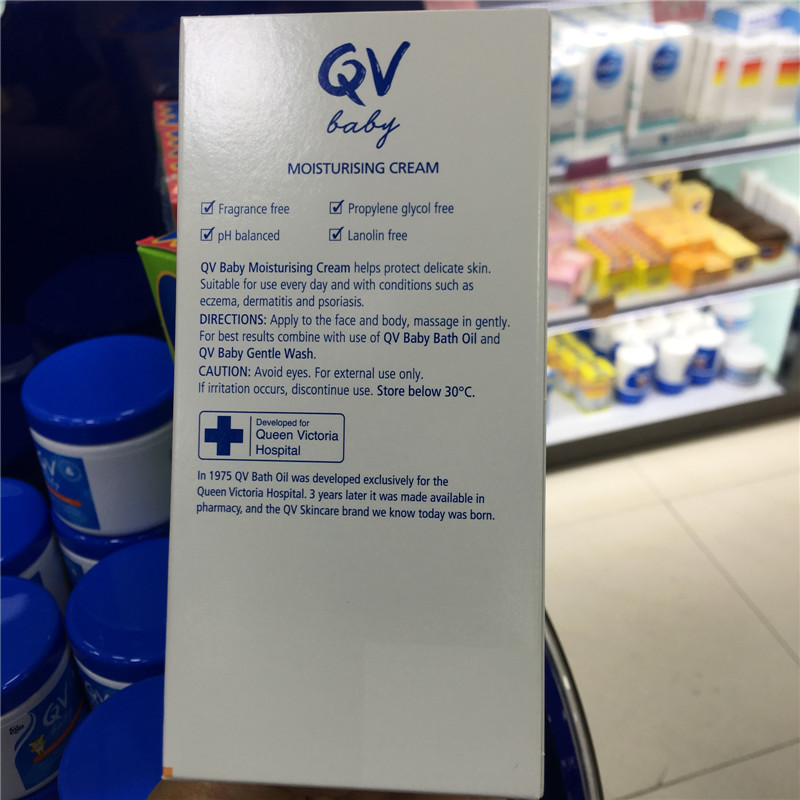 QV
baby
MOISTURISING CREAM
Fragrance free
Propylene glycol free
pH balanced
Lanolin free
QV Baby Moisturising Cream helps protect delicate skin.
Suitable for use every day and with conditions such as
eczema, dermatitis and psoriasis.
DIRECTIONS: Apply to the face and body, massage in gently.
For best results combine with use of QV Baby Bath Oil and
QV Baby Gentle Wash.
CAUTION: Avoid eyes. For external use only.
If irritation occurs, discontinue use. Store below 30°C.
Developed for
Queen Victoria
Hospital
In 1975 QV Bath Oil was developed exclusively for the
Queen Victoria Hospital. 3 years later it was made available in
pharmacy, and the QV Skincare brand we know today was born.
QV
QV